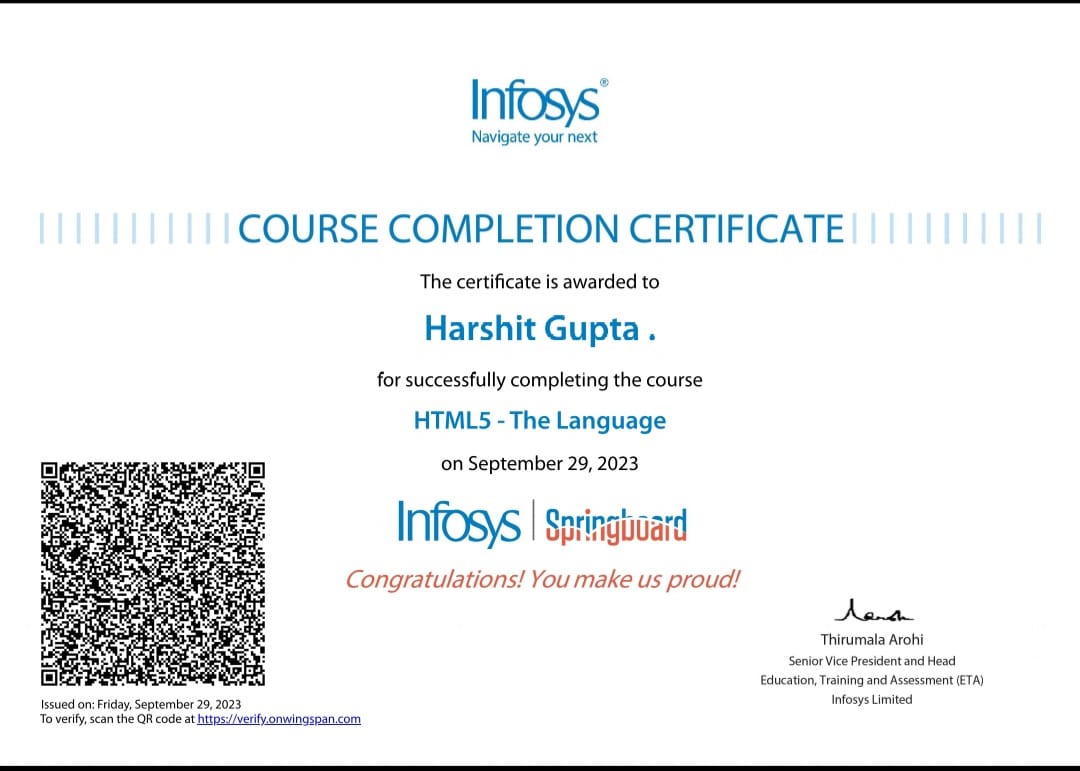 Infosys®
Navigate your next
COURSE COMPLETION CERTIFICATE
The certificate is awarded to
Harshit Gupta .
for successfully completing the course
HTML5 - The Language
on September 29, 2023
Infosys | Springboard
Congratulations! You make us proud!
Thirumala Arohi
Senior Vice President and Head
Education, Training and Assessment (ETA)
Infosys Limited
Issued on: Friday, September 29, 2023
To verify, scan the QR code at https://verify.onwingspan.com